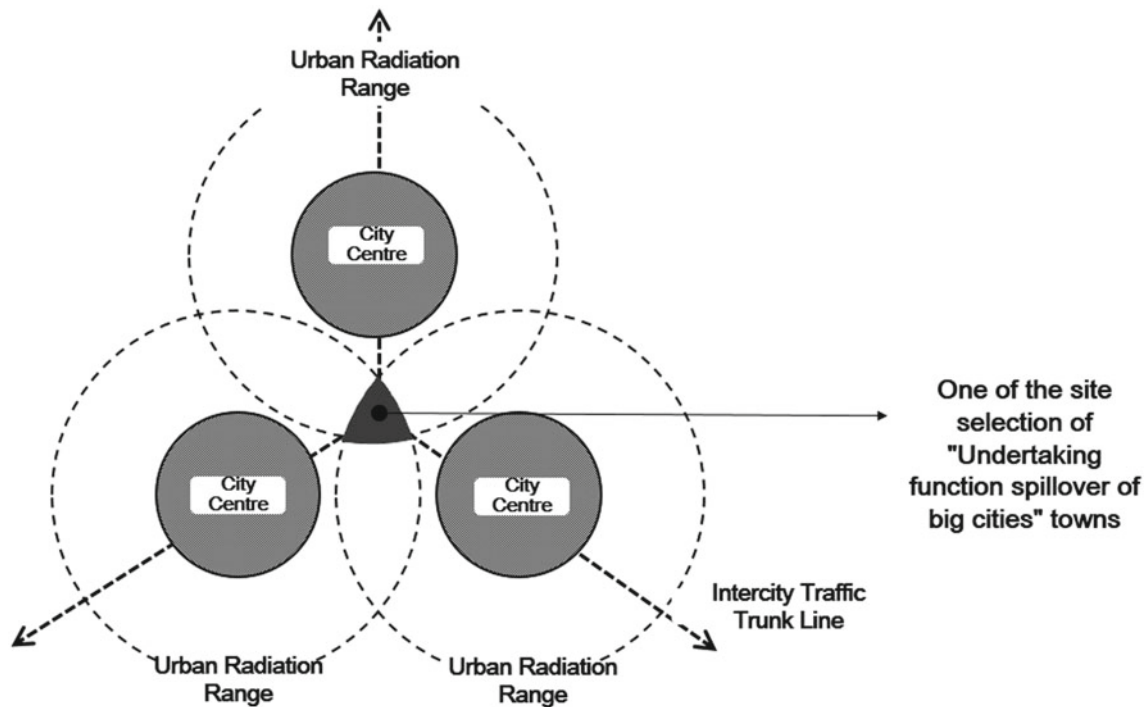 Urban Radiation
Range
City
Centre
One of the site
selection of
"Undertaking
function spillover of
big cities" towns
City
Centre
City
Centre
Intercity Traffic
Trunk Line
Urban Radiation
Range
Urban Radiation
Range